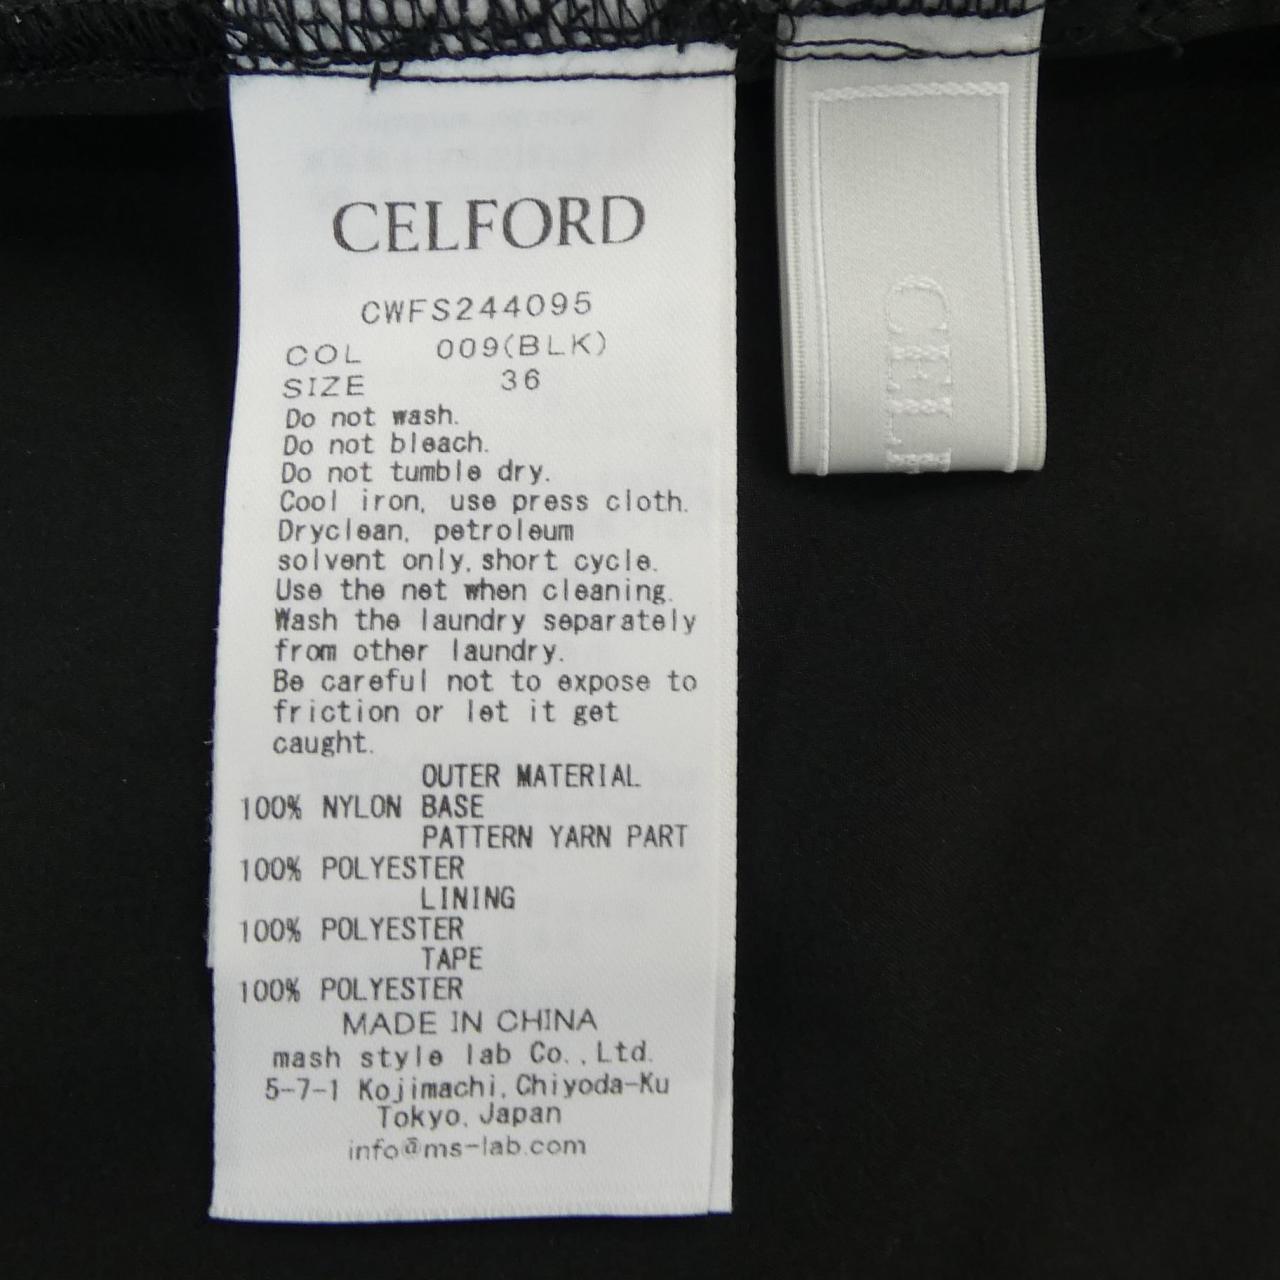 CELFORD
CWFS244095
COL 009(BLK)
SIZE 36
Do not wash.
Do not bleach.
Do not tumble dry.
Cool iron, use press cloth.
Dryclean, petroleum
solvent only, short cycle.
Use the net when cleaning.
Wash the laundry separately
from other laundry.
Be careful not to expose to
friction or let it get
caught.
OUTER MATERIAL
100% NYLON BASE
PATTERN YARN PART
100% POLYESTER
LINING
100% POLYESTER
TAPE
100% POLYESTER
MADE IN CHINA
mash style lab Co.,Ltd.
5-7-1 Kojimachi, Chiyoda-Ku
Tokyo, Japan
info@ms-lab.com
CELF